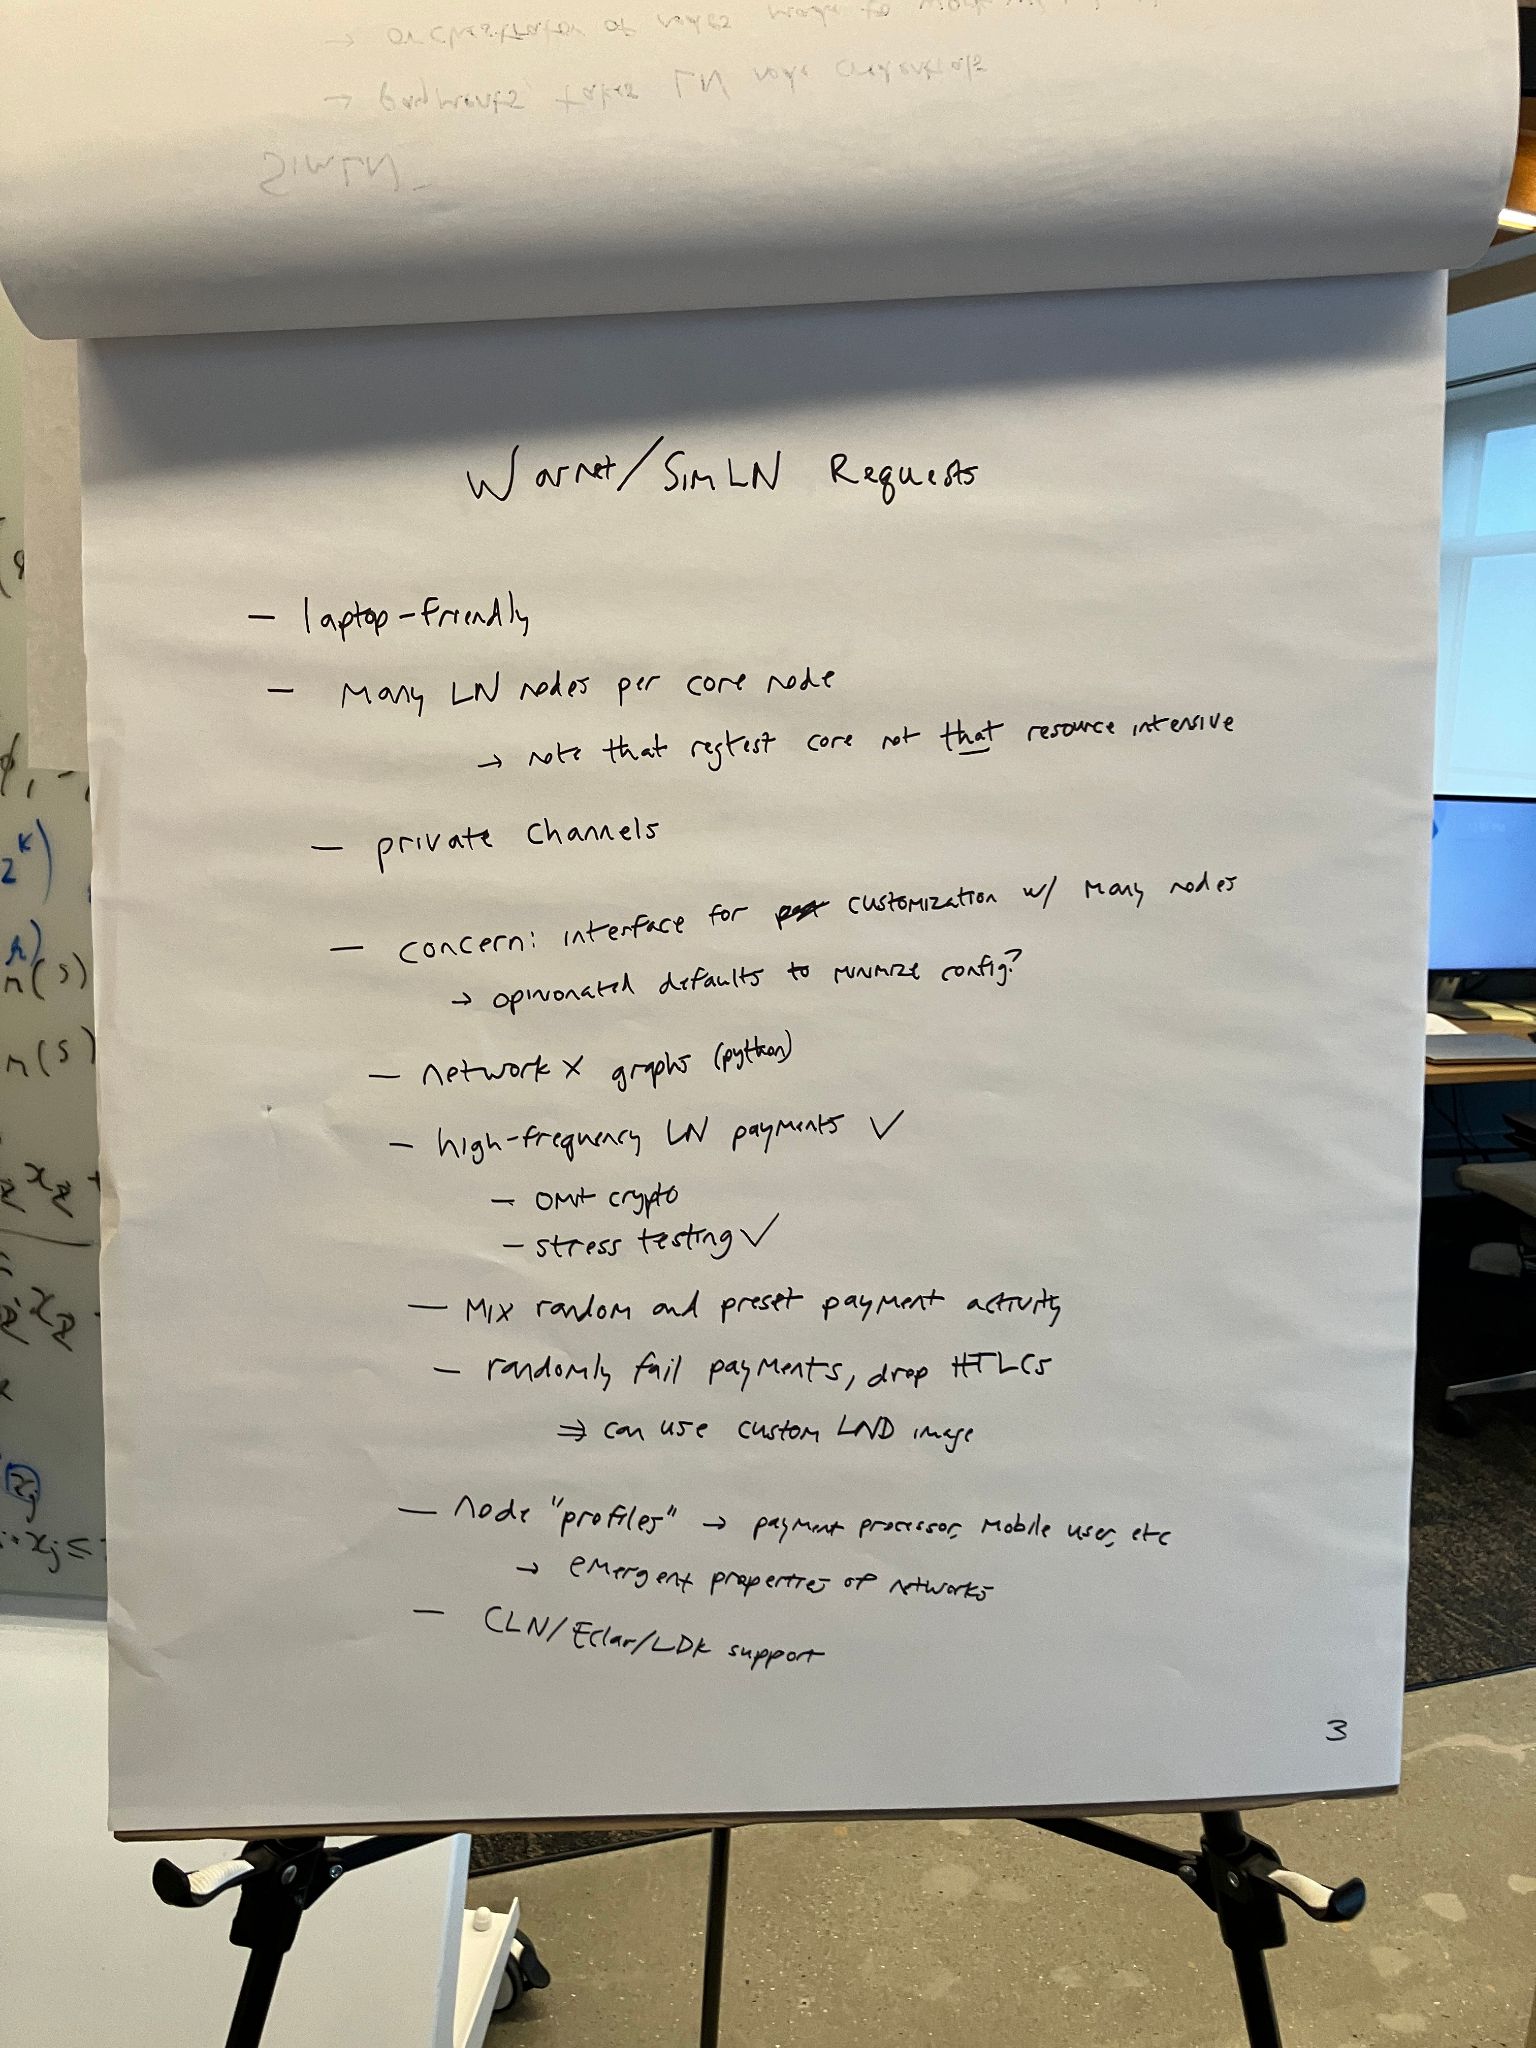 Warnet/SimLN Requests
- laptop-friendly
- Many LN nodes per core node
→ note that regtest core not that resource intensive
- private channels
- concern: interface for customization w/ many nodes
→ opinionated defaults to minimize config?
- network x graphs (python)
- high-frequency LN payments ✓
- omit crypto
- stress testing ✓
- Mix random and preset payment activity
- randomly fail payments, drop HTLCs
⇒ can use custom LND image
- Node "profiles" → payment processor, mobile user, etc
→ emergent properties of networks
- CLN/Eclar/LDK support
3